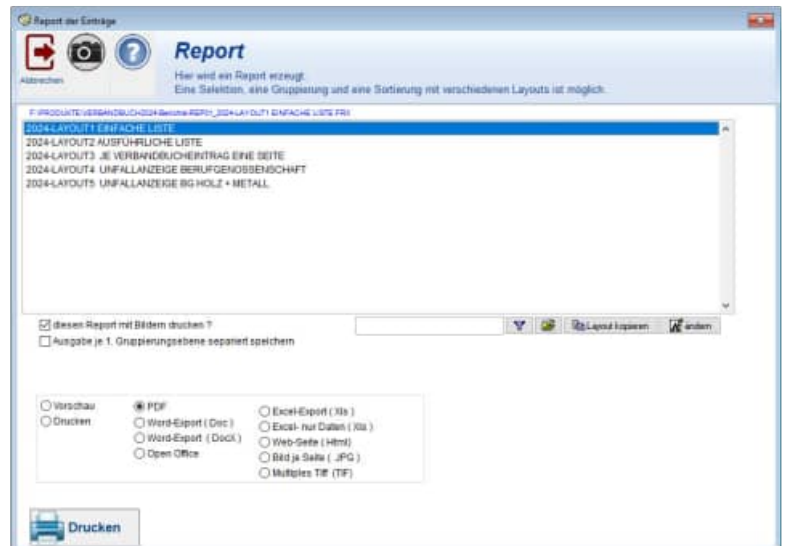 Report der Einträge
Abbrechen
Report
Hier wird ein Report erzeugt.
Eine Selektion, eine Gruppierung und eine Sortierung mit verschiedenen Layouts ist möglich.
2024-LAYOUT1 EINFACHE LISTE
2024-LAYOUT2 AUSFÜHRLICHE LISTE
2024-LAYOUT3 JE VERBANDBUCHEINTRAG EINE SEITE
2024-LAYOUT4 UNFALLANZEIGE BERUFGENOSSENSCHAFT
2024-LAYOUT5 UNFALLANZEIGE BG HOLZ + METALL
diesen Report mit Bildern drucken ?
Layout kopieren
ändern
Ausgabe je 1. Gruppierungsebene separiert speichern
Vorschau
Drucken
PDF
Word-Export ( Doc )
Word-Export ( DocX )
Open Office
Excel-Export ( Xls )
Excel- nur Daten ( Xls )
Web-Seite ( Html)
Bild je Seite ( .JPG )
Multiples Tiff (TIF)
Drucken